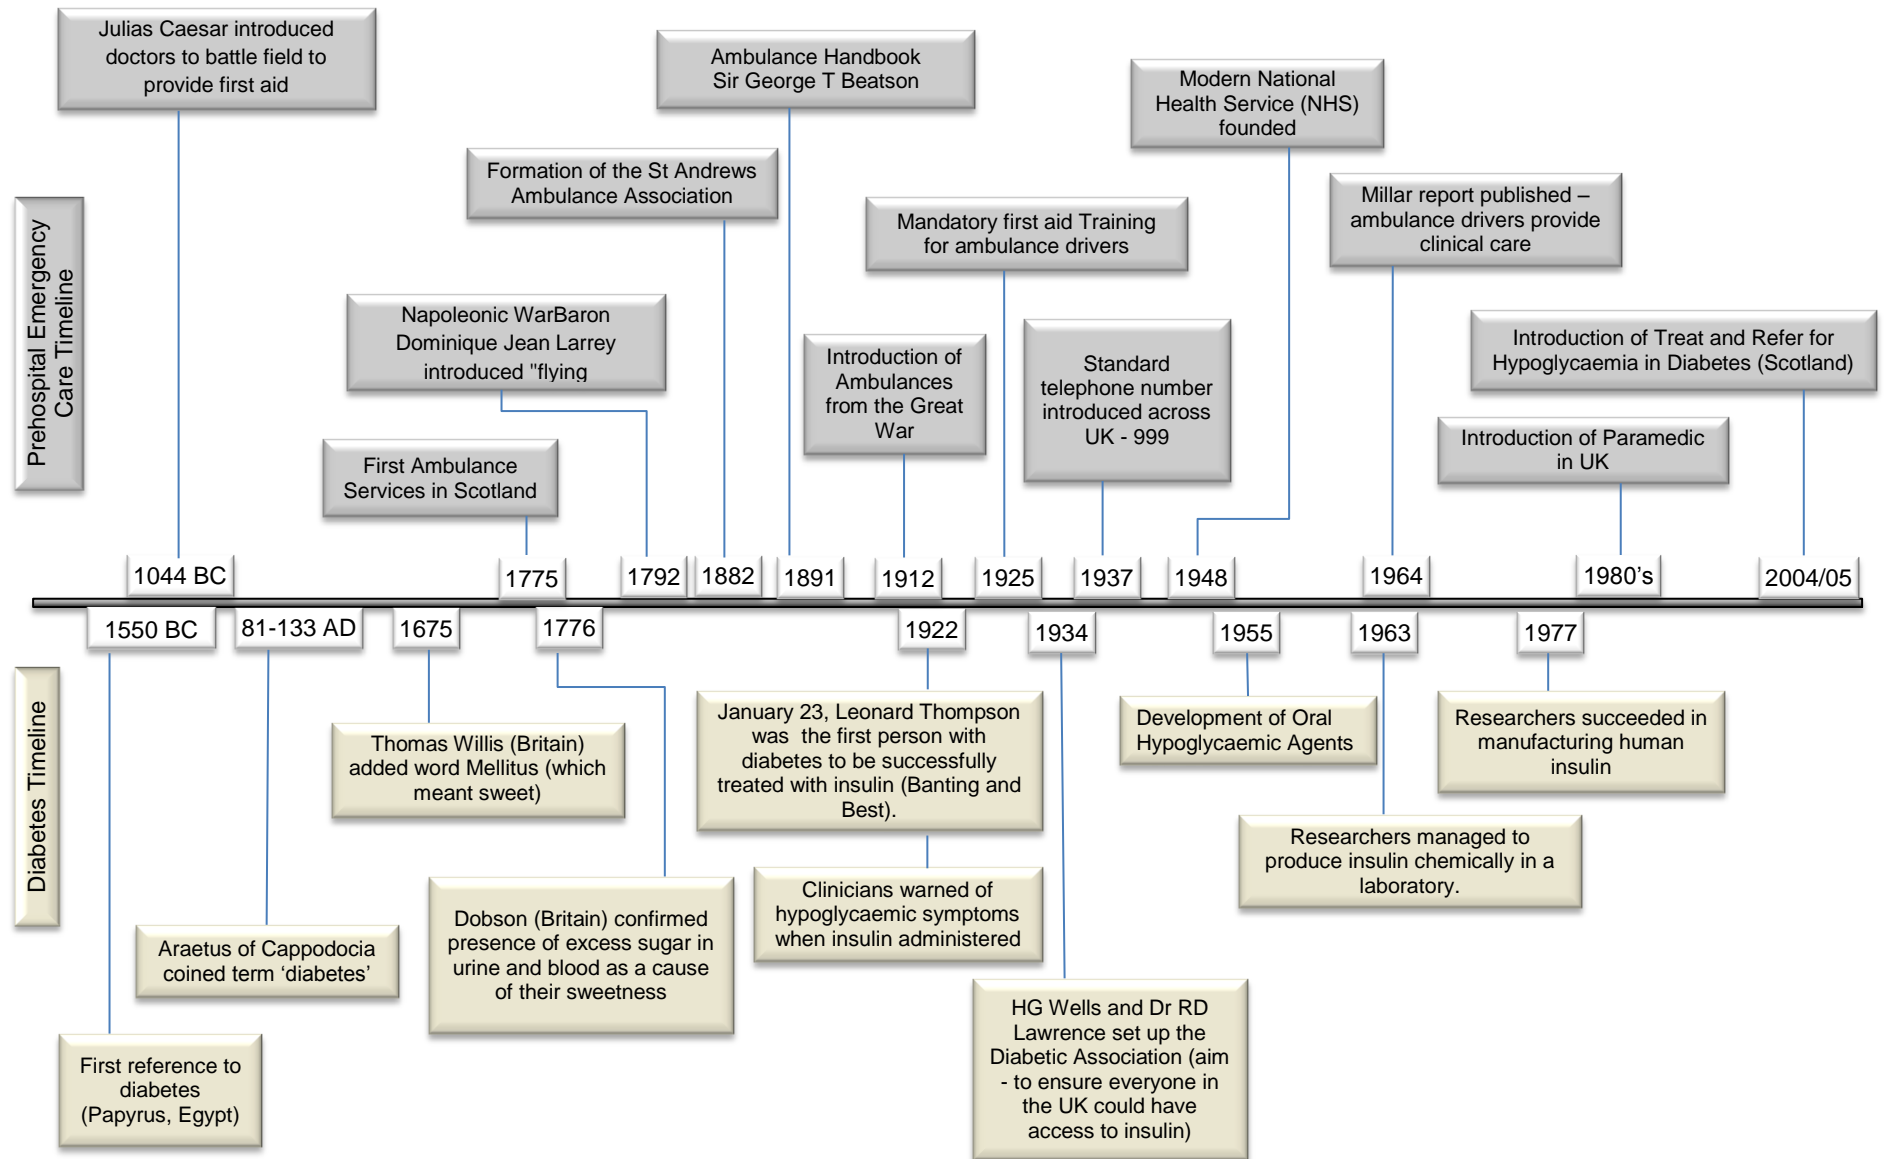 Julias Caesar introduced
doctors to battle field to
provide first aid
Ambulance Handbook
Sir George T Beatson
Modern National
Health Service (NHS)
founded
Formation of the St Andrews
Ambulance Association
Millar report published –
ambulance drivers provide
clinical care
Mandatory first aid Training
for ambulance drivers
Prehospital Emergency
Care Timeline
Napoleonic WarBaron
Dominique Jean Larrey
introduced "flying
Introduction of
Ambulances
from the Great
War
Standard
telephone number
introduced across
UK - 999
Introduction of Treat and Refer for
Hypoglycaemia in Diabetes (Scotland)
Introduction of Paramedic
in UK
First Ambulance
Services in Scotland
1044 BC
1775
1792
1882
1891
1912
1925
1937
1948
1964
1980's
2004/05
1550 BC
81-133 AD
1675
1776
1922
1934
1955
1963
1977
Diabetes Timeline
Thomas Willis (Britain)
added word Mellitus (which
meant sweet)
January 23, Leonard Thompson
was the first person with
diabetes to be successfully
treated with insulin (Banting and
Best).
Development of Oral
Hypoglycaemic Agents
Researchers succeeded in
manufacturing human
insulin
Researchers managed to
produce insulin chemically in a
laboratory.
Clinicians warned of
hypoglycaemic symptoms
when insulin administered
Dobson (Britain) confirmed
presence of excess sugar in
urine and blood as a cause
of their sweetness
Araetus of Cappodocia
coined term ‘diabetes’
HG Wells and Dr RD
Lawrence set up the
Diabetic Association (aim
- to ensure everyone in
the UK could have
access to insulin)
First reference to
diabetes
(Papyrus, Egypt)